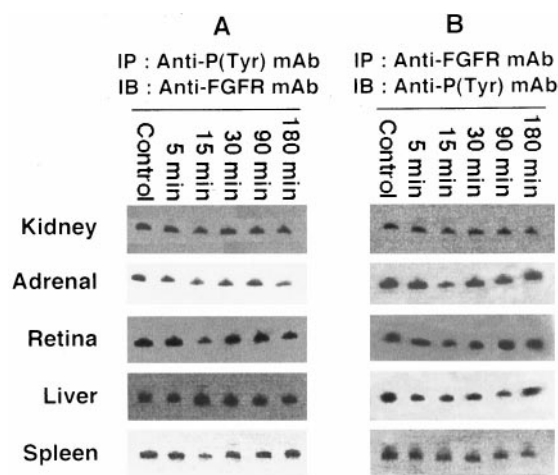 A
IP : Anti-P(Tyr) mAb
IB : Anti-FGFR mAb
Control
5 min
15 min
30 min
90 min
180 min
B
IP : Anti-FGFR mAb
IB : Anti-P(Tyr) mAb
Control
5 min
15 min
30 min
90 min
180 min
Kidney
Adrenal
Retina
Liver
Spleen